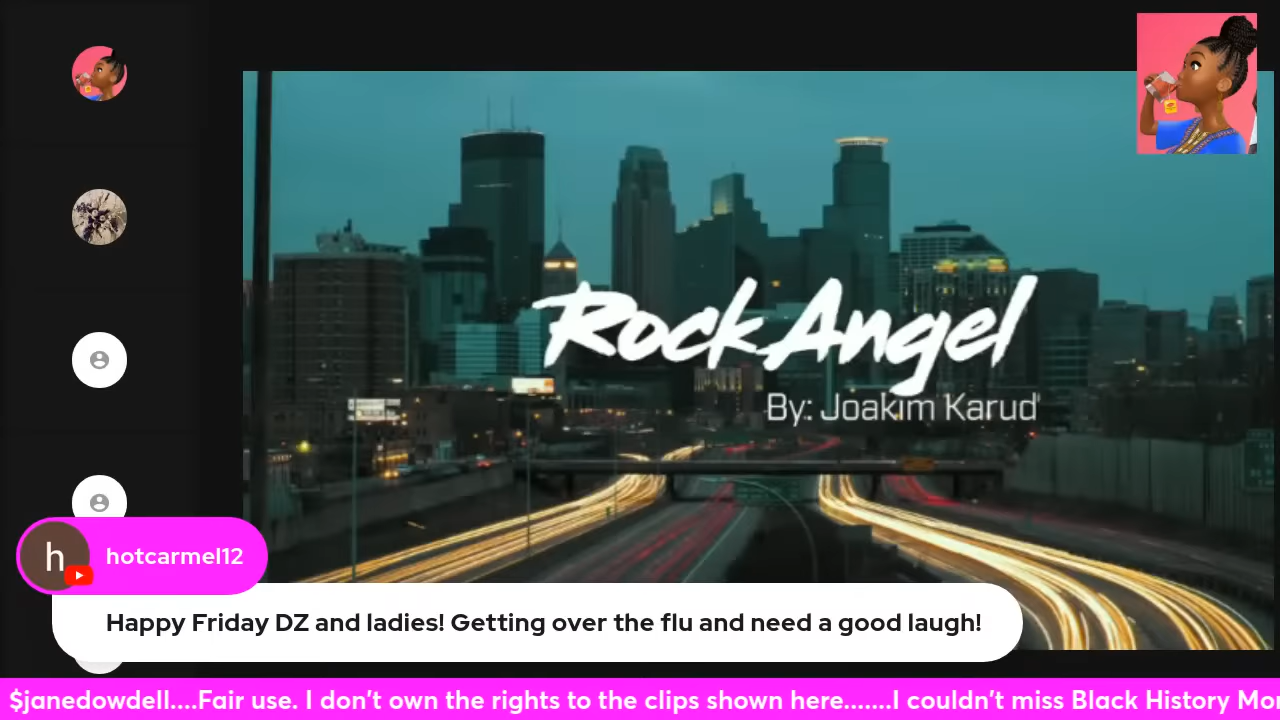 Rock Angel
By: Joakim Karud
h
hotcarmel12
Happy Friday DZ and ladies! Getting over the flu and need a good laugh!
$janedowdell....Fair use. I don't own the rights to the clips shown here.......I couldn't miss Black History Mo